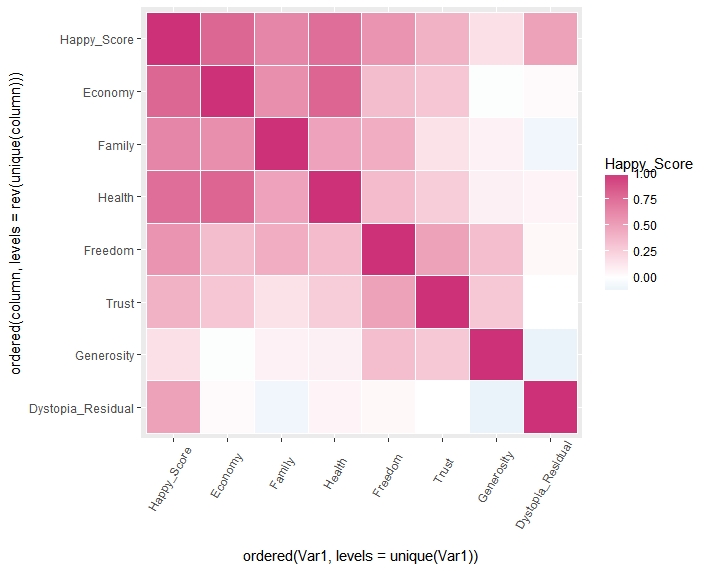 Happy_Score
Economy
Family
Health
Freedom
Trust
Generosity
Dystopia_Residual
ordered(column, levels = rev(unique(column)))
Happy_Score
Economy
Family
Health
Freedom
Trust
Generosity
Dystopia_Residual
ordered(Var1, levels = unique(Var1))
Happy_Score
1.00
0.75
0.50
0.25
0.00